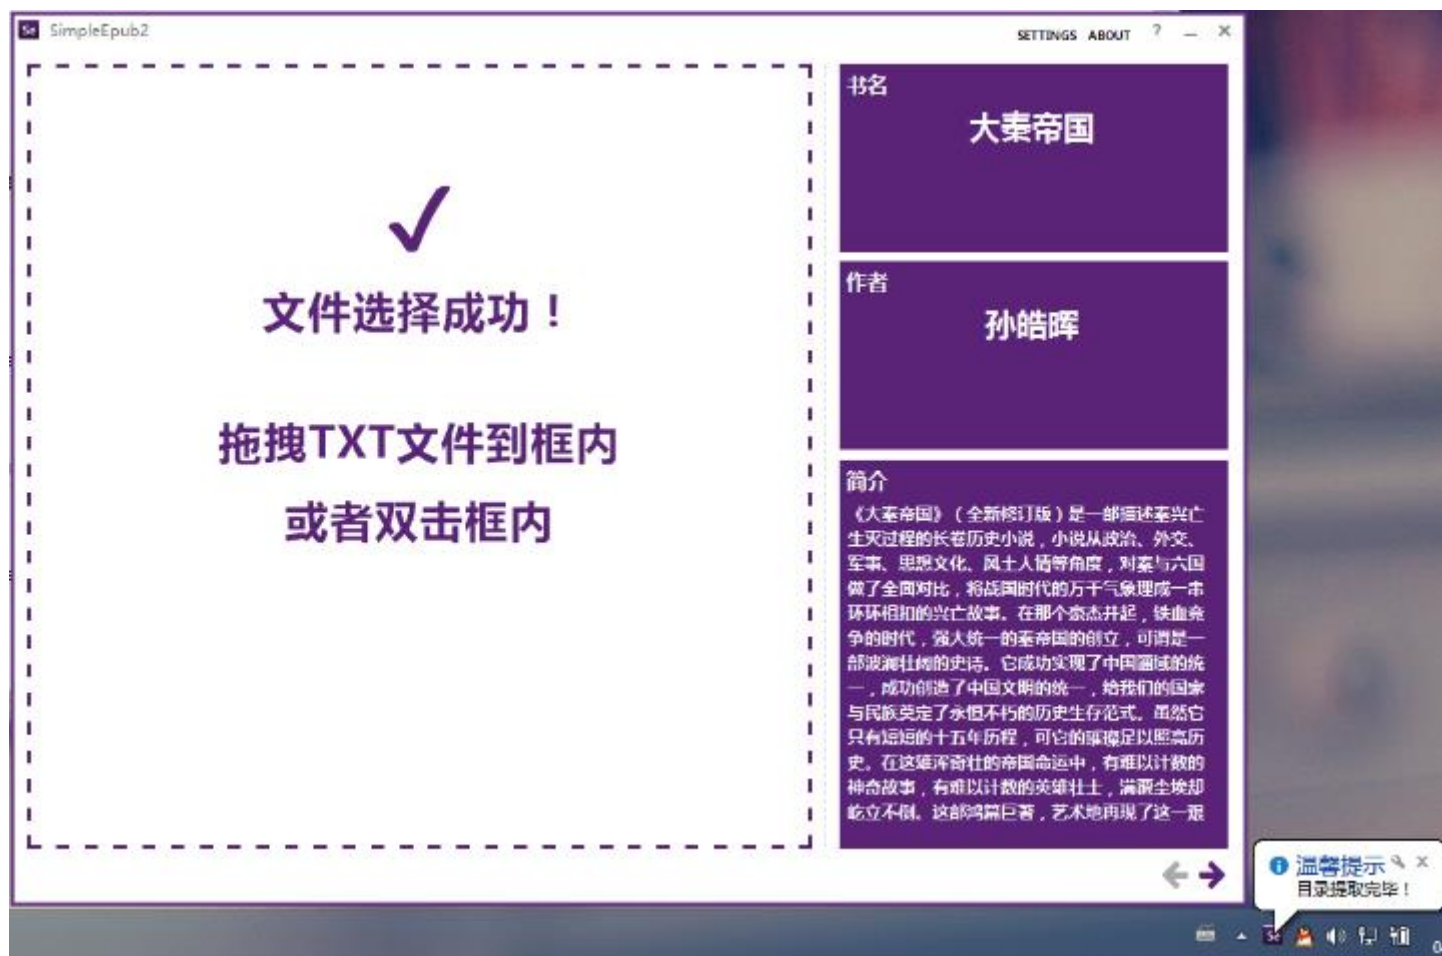 SimpleEpub2
SETTINGS ABOUT ? – ×
文件选择成功！
拖拽TXT文件到框内
或者双击框内
书名
大秦帝国
作者
孙皓晖
简介
《大秦帝国》（全新修订版）是一部描述秦兴亡
生灭过程的长卷历史小说，小说从政治、外交、
军事、思想文化、风土人情等角度，对秦与六国
做了全面对比，将战国时代的万千气象理成一串
环环相扣的兴亡故事。在那个豪杰并起，铁血竞
争的时代，强大统一的秦帝国的创立，可谓是一
部波澜壮阔的史诗。它成功实现了中国疆域的统
一，成功创造了中国文明的统一，给我们的国家
与民族奠定了永恒不朽的历史生存范式。虽然它
只有短短的十五年历程，可它的璀璨足以照亮历
史。在这雄浑奇壮的帝国命运中，有难以计数的
神奇故事，有难以计数的英雄壮士，满覆尘埃却
屹立不倒。这部鸿篇巨著，艺术地再现了这一段
温馨提示
目录提取完毕！
Se